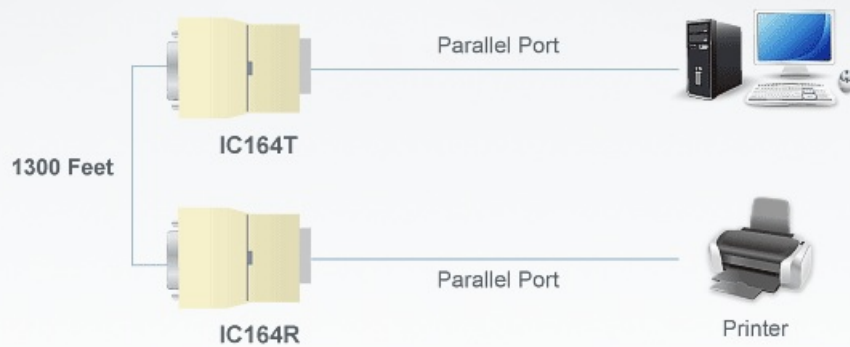 Parallel Port
IC164T
1300 Feet
Parallel Port
IC164R
Printer